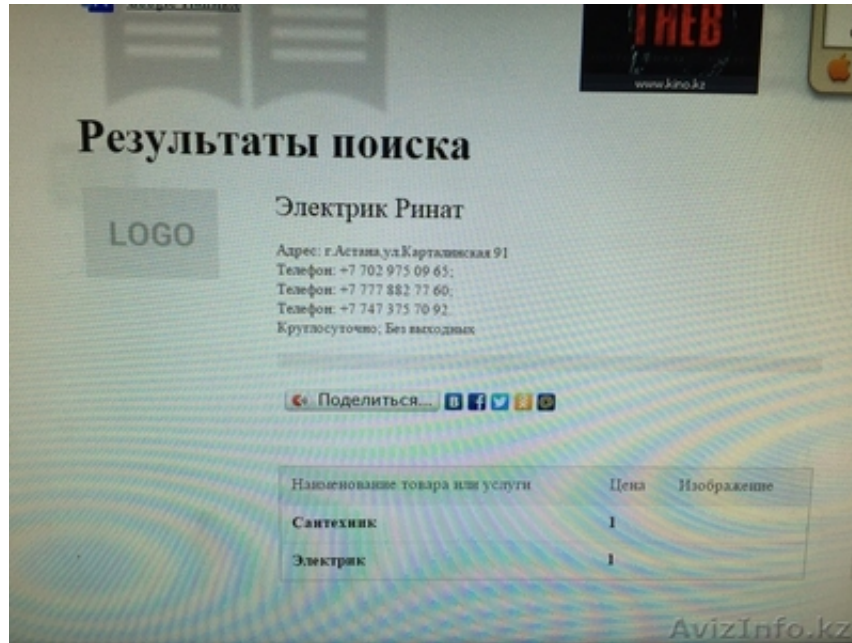 ГНЕВ
www.kino.kz
Результаты поиска
LOGO
Электрик Ринат
Адрес: г.Астана,ул.Карталинская 91
Телефон: +7 702 975 09 65;
Телефон: +7 777 882 77 60;
Телефон: +7 747 375 70 92
Круглосуточно; Без выходных
Поделиться...
Наименование товара или услуги Цена Изображение
Сантехник 1
Электрик 1
AvizInfo.kz